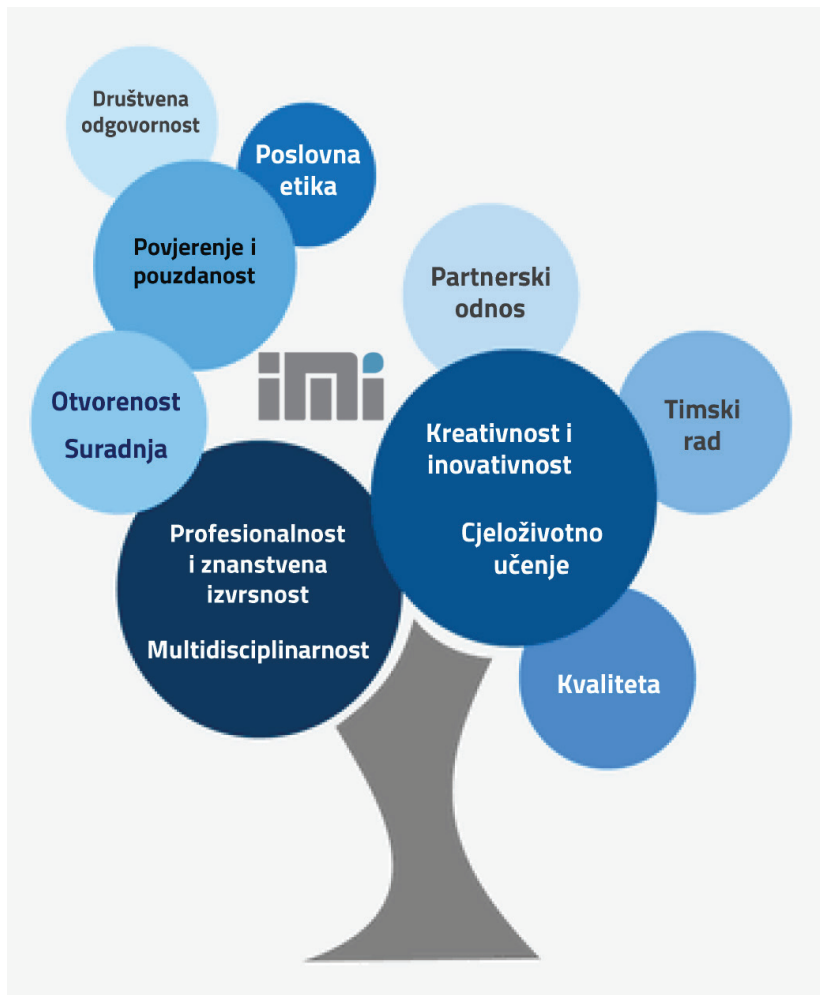 Društvena
odgovornost
Poslovna
etika
Povjerenje i
pouzdanost
Partnerski
odnos
imi
Otvorenost
Suradnja
Timski
rad
Kreativnost i
inovativnost
Cjeloživotno
učenje
Profesionalnost
i znanstvena
izvrsnost
Multidisciplinarnost
Kvaliteta